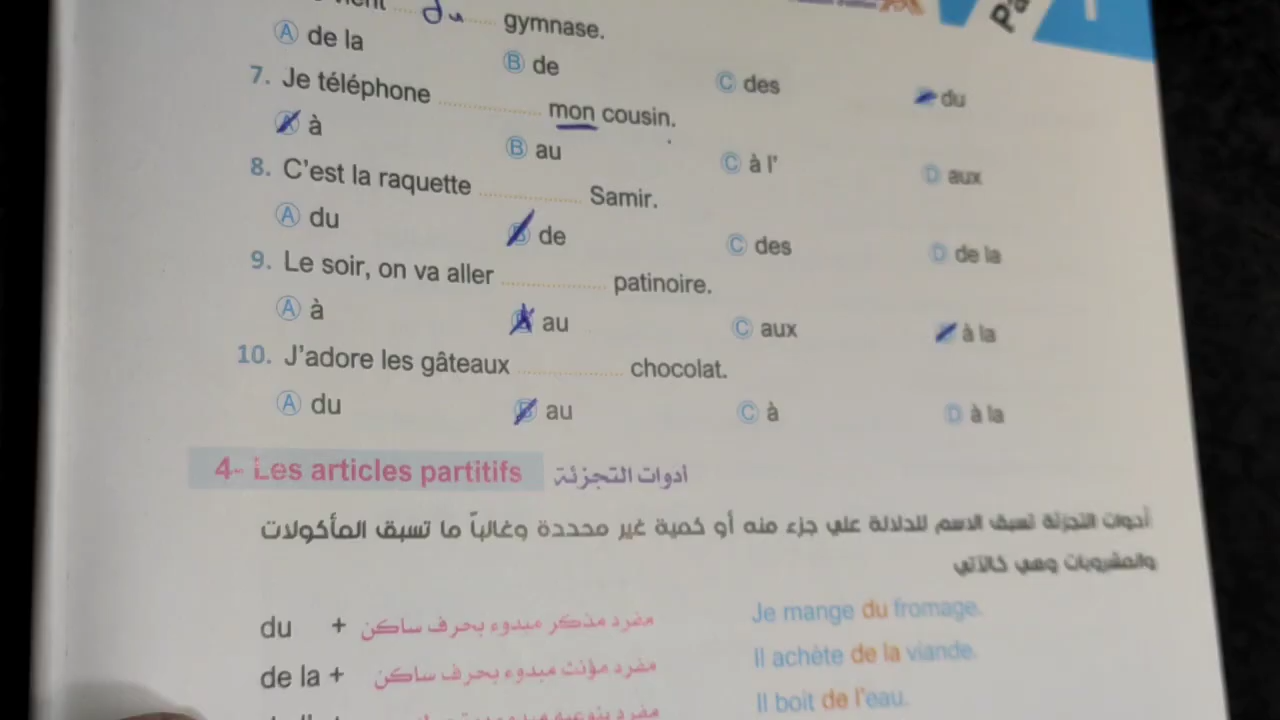 du gymnase.
A de la B de C des du
7. Je téléphone .................... mon cousin.
A à B au C à l' D aux
8. C'est la raquette .................... Samir.
A du B de C des D de la
9. Le soir, on va aller .................... patinoire.
A à B au C aux à la
10. J'adore les gâteaux .................... chocolat.
A du B au C à D à la
4- Les articles partitifs أدوات التجزئة
أدوات التجزئة تسبق الاسم للدلالة علي جزء منه أو كمية غير محددة وغالباً ما تسبق المأكولات
والمشروبات وهي كالآتي
du + مفرد مذكر مبدوء بحرف ساكن Je mange du fromage.
de la + مفرد مؤنث مبدوء بحرف ساكن Il achète de la viande.
Il boit de l'eau.